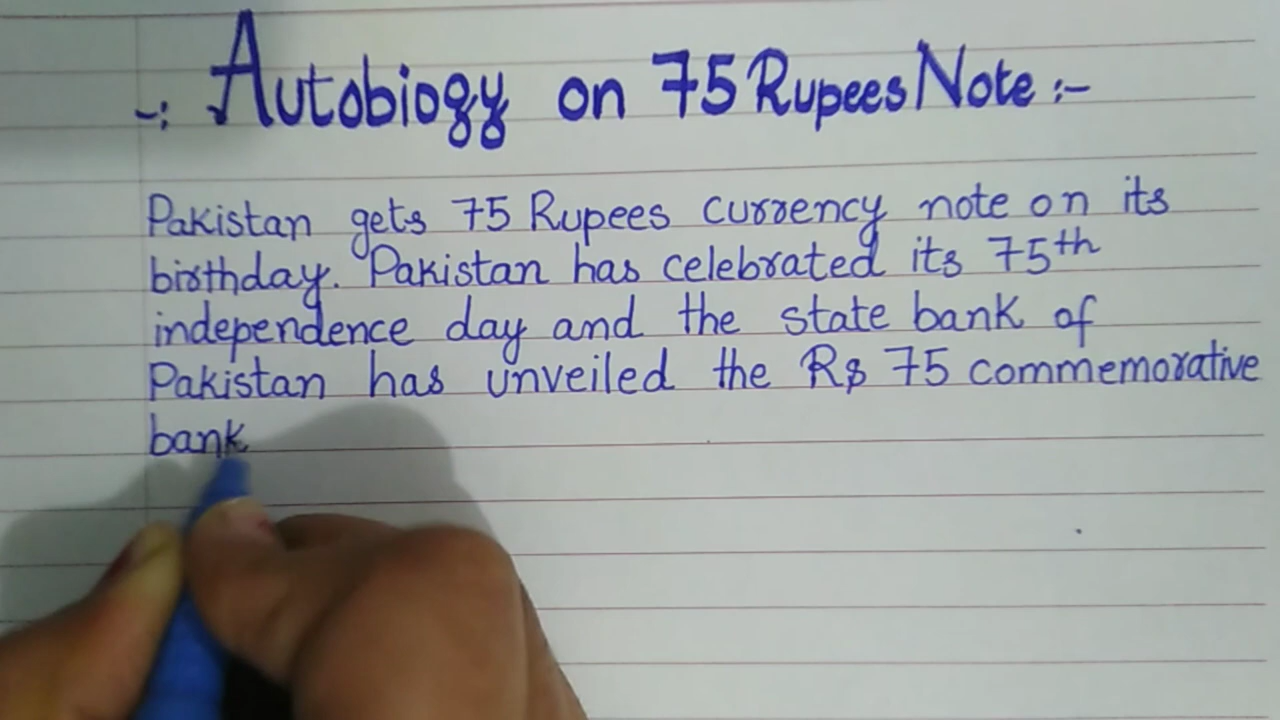 -: Autobiogy on 75 Rupees Note :-
Pakistan gets 75 Rupees currency note on its
birthday. Pakistan has celebrated its 75th
independence day and the state bank of
Pakistan has unveiled the Rs 75 commemorative
bank